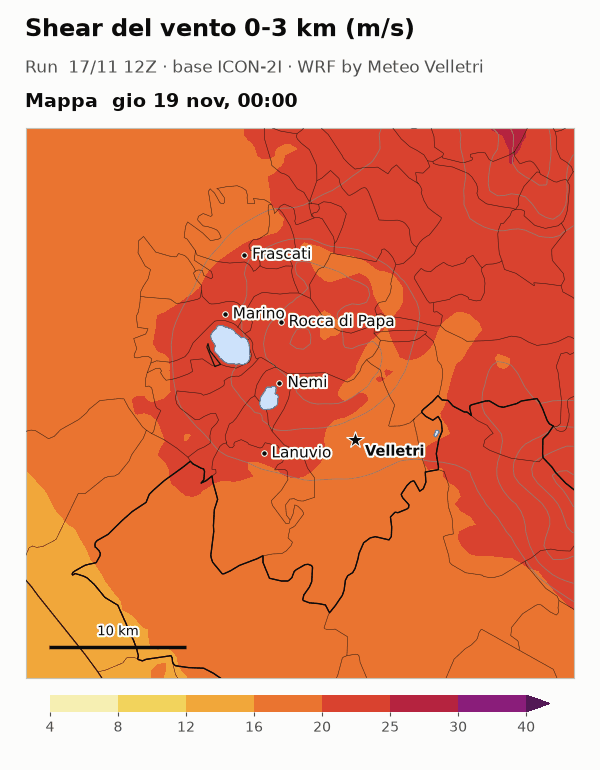 Shear del vento 0-3 km (m/s)
Run  17/11 12Z · base ICON-2I · WRF by Meteo Velletri
Mappa  gio 19 nov, 00:00
Frascati
Marino
Rocca di Papa
Nemi
Velletri
Lanuvio
10 km
4 8 12 16 20 25 30 40